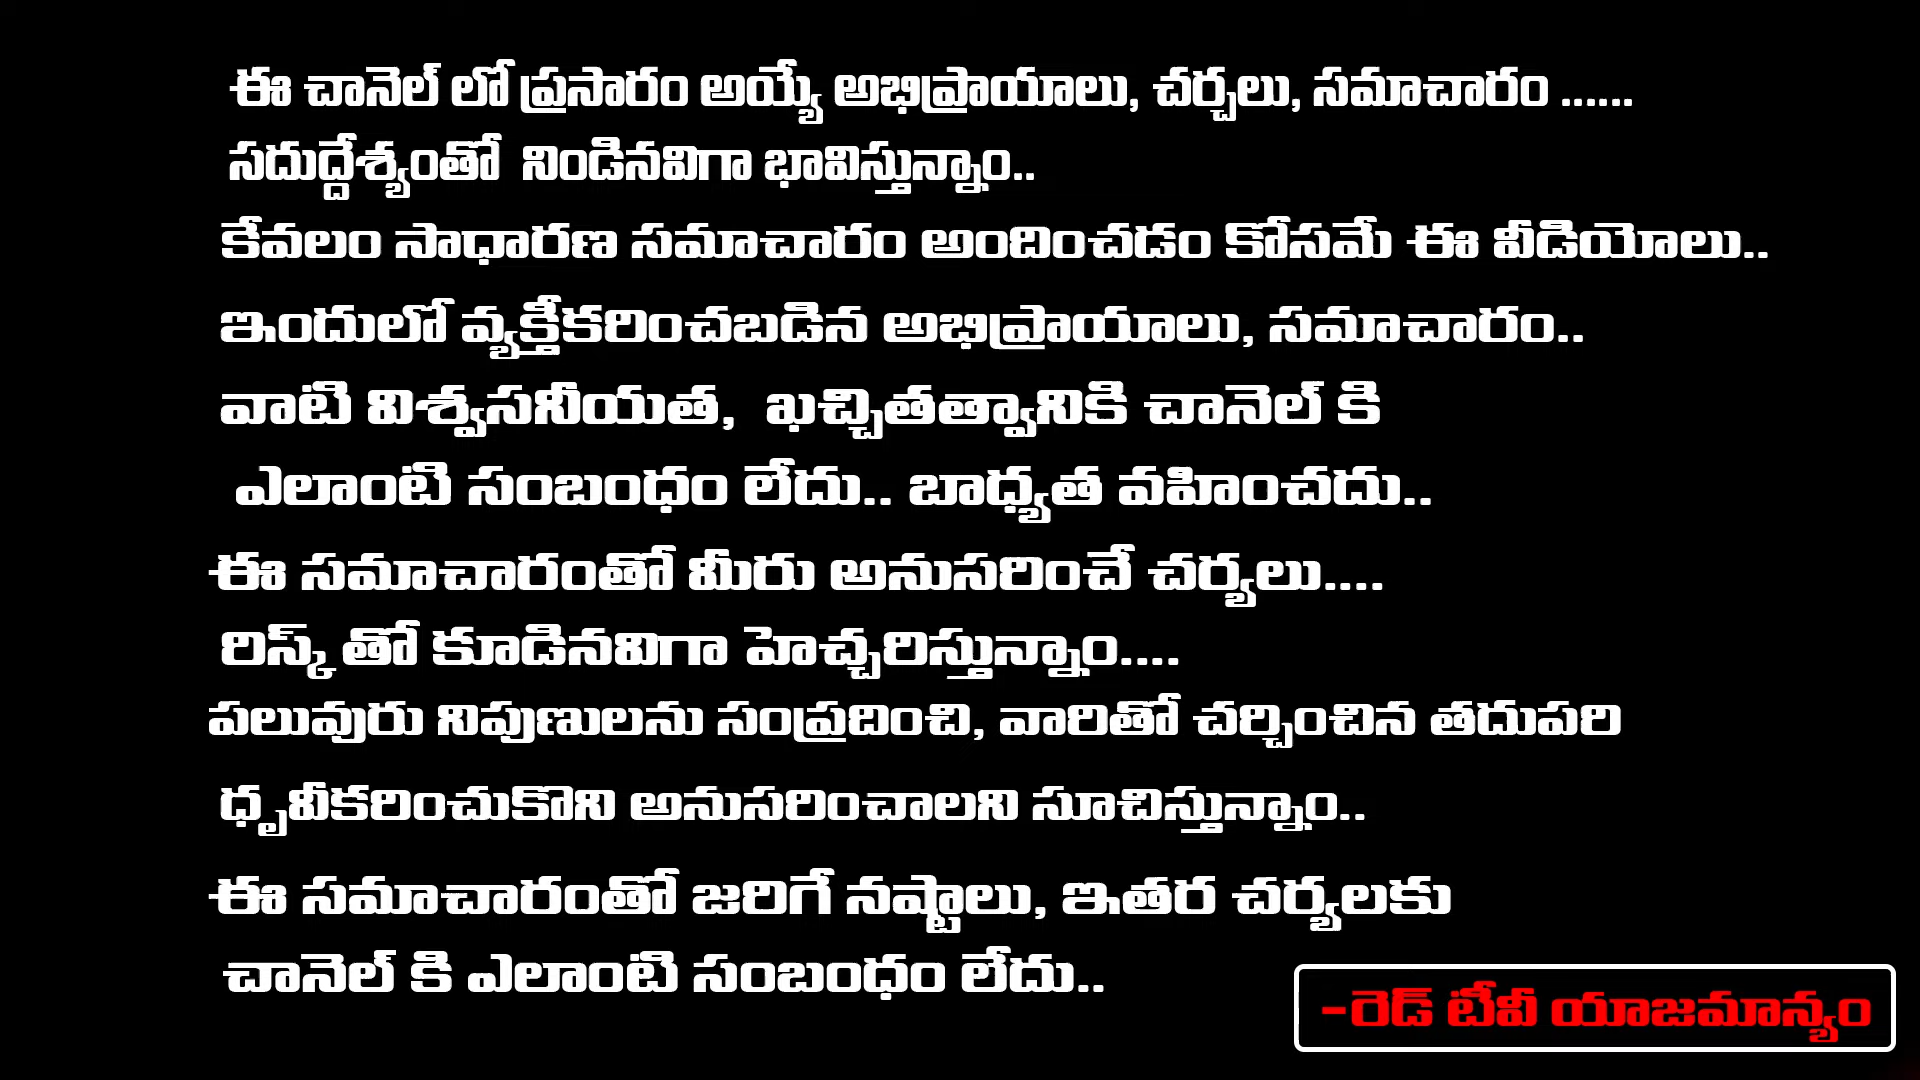 ఈ చానెల్ లో ప్రసారం అయ్యే అభిప్రాయాలు, చర్చలు, సమాచారం ......
సదుద్దేశ్యంతో నిండినవిగా భావిస్తున్నాం..
కేవలం సాధారణ సమాచారం అందించడం కోసమే ఈ వీడియోలు..
ఇందులో వ్యక్తీకరించబడిన అభిప్రాయాలు, సమాచారం..
వాటి విశ్వసనీయత, ఖచ్చితత్వానికి చానెల్ కి
ఎలాంటి సంబంధం లేదు.. బాధ్యత వహించదు..
ఈ సమాచారంతో మీరు అనుసరించే చర్యలు....
రిస్క్ తో కూడినవిగా హెచ్చరిస్తున్నాం....
పలువురు నిపుణులను సంప్రదించి, వారితో చర్చించిన తదుపరి
ధృవీకరించుకొని అనుసరించాలని సూచిస్తున్నాం..
ఈ సమాచారంతో జరిగే నష్టాలు, ఇతర చర్యలకు
చానెల్ కి ఎలాంటి సంబంధం లేదు..
-రెడ్ టీవీ యాజమాన్యం